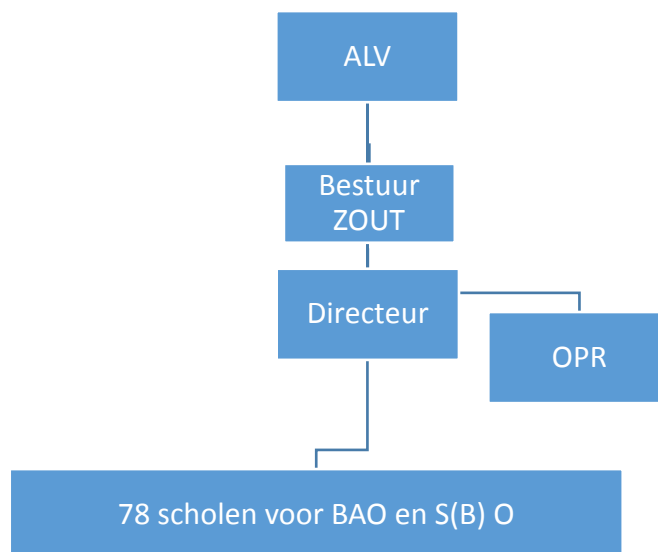 ALV
Bestuur
ZOUT
Directeur
OPR
78 scholen voor BAO en S(B) O